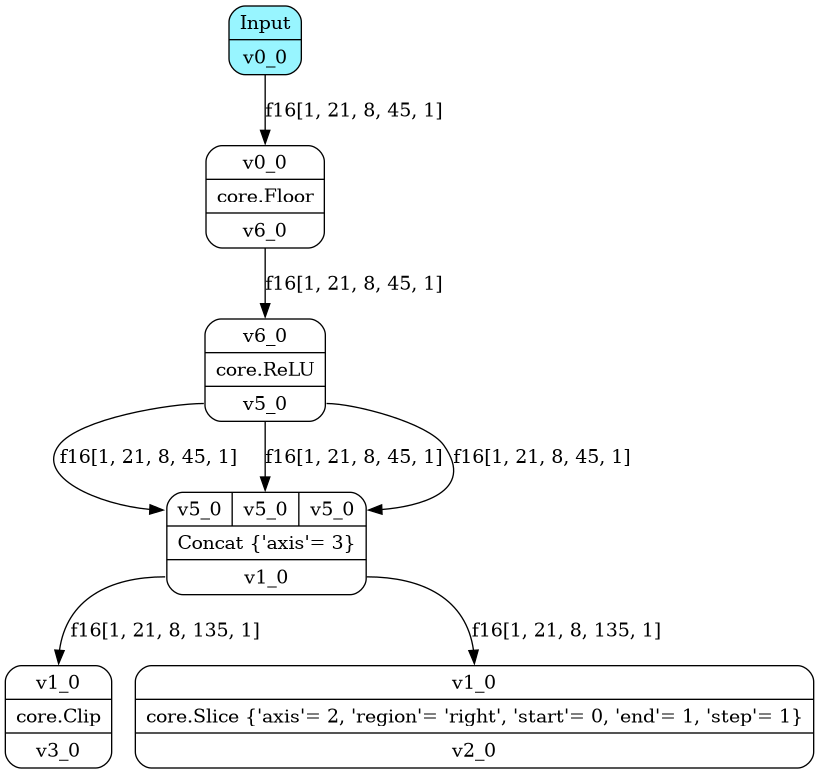 Input
v0_0
f16[1, 21, 8, 45, 1]
v0_0
core.Floor
v6_0
f16[1, 21, 8, 45, 1]
v6_0
core.ReLU
v5_0
f16[1, 21, 8, 45, 1] f16[1, 21, 8, 45, 1] f16[1, 21, 8, 45, 1]
v5_0 v5_0 v5_0
Concat {'axis'= 3}
v1_0
f16[1, 21, 8, 135, 1] f16[1, 21, 8, 135, 1]
v1_0
core.Clip
v3_0
v1_0
core.Slice {'axis'= 2, 'region'= 'right', 'start'= 0, 'end'= 1, 'step'= 1}
v2_0